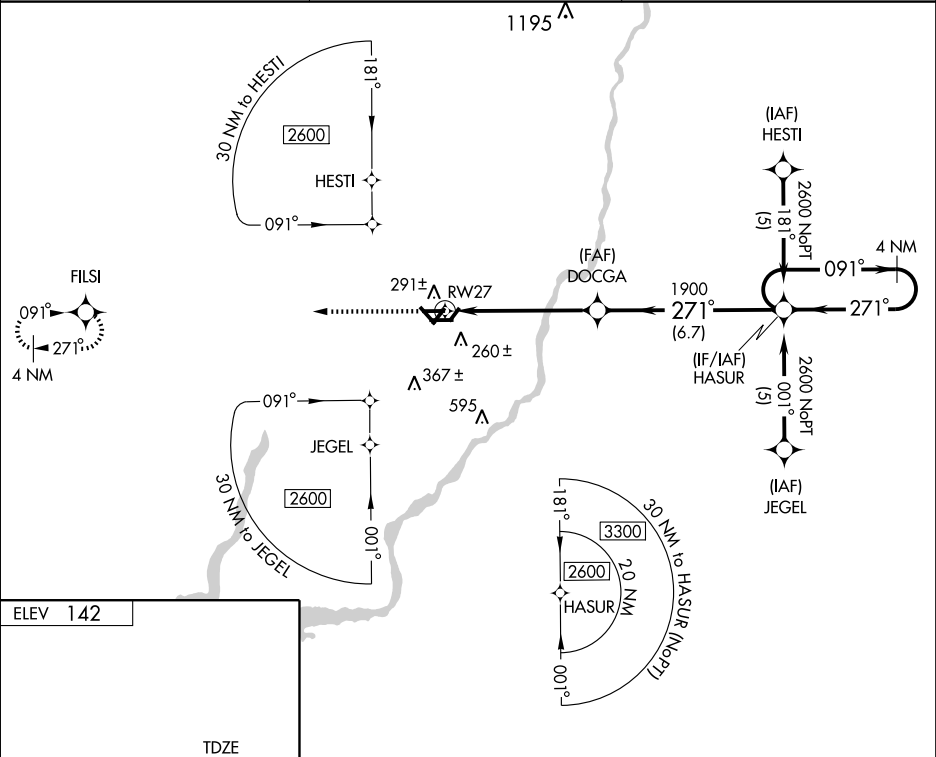 1195
30 NM to HESTI
181°
2600
HESTI
091°
(IAF)
HESTI
2600 NoPT
181°
(5)
4 NM
091°
271°
FILSI
091°
271°
4 NM
291±
RW27
(FAF)
DOCGA
1900
271°
(6.7)
(IF/IAF)
HASUR
260±
367±
595
2600 NoPT
001°
(5)
(IAF)
JEGEL
091°
JEGEL
2600
30 NM to JEGEL
001°
181°
30 NM to HASUR (NoPT)
3300
2600
20 NM
HASUR
001°
ELEV 142
TDZE